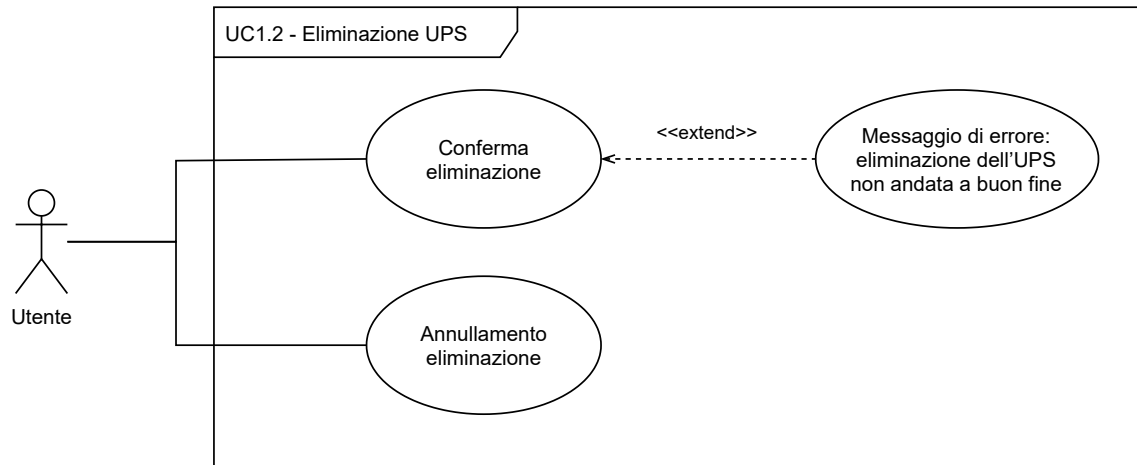 UC1.2 - Eliminazione UPS
Conferma
eliminazione
<<extend>>
Messaggio di errore:
eliminazione dell'UPS
non andata a buon fine
Utente
Annullamento
eliminazione